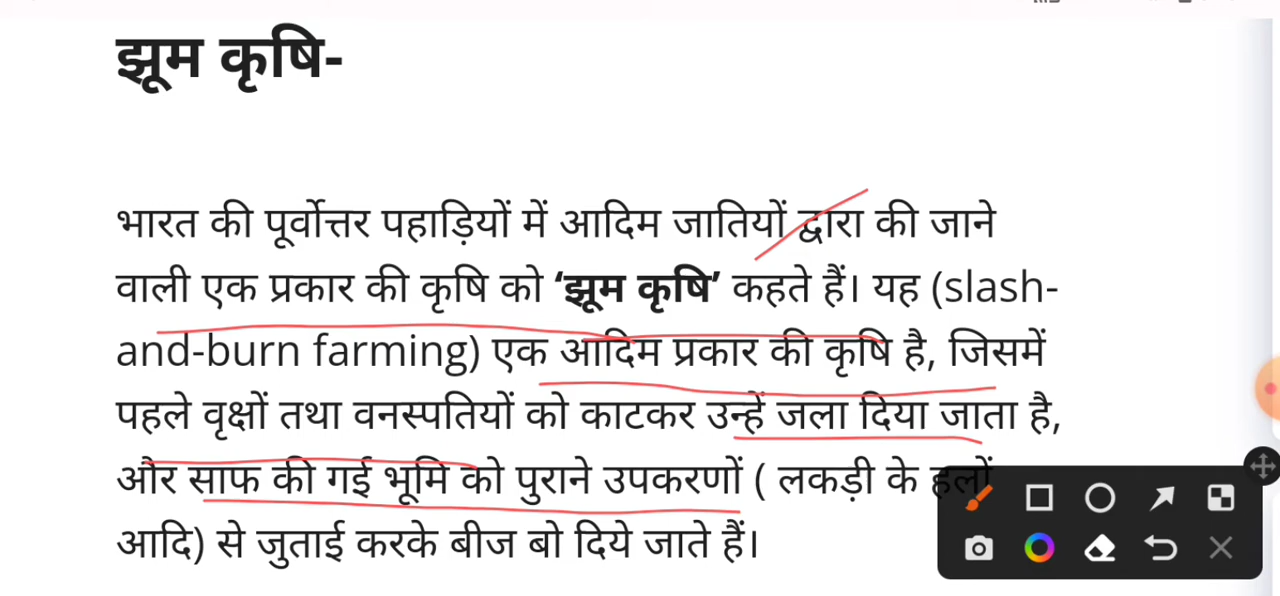 झूम कृषि-
भारत की पूर्वोत्तर पहाड़ियों में आदिम जातियों द्वारा की जाने
वाली एक प्रकार की कृषि को ‘झूम कृषि’ कहते हैं। यह (slash-
and-burn farming) एक आदिम प्रकार की कृषि है, जिसमें
पहले वृक्षों तथा वनस्पतियों को काटकर उन्हें जला दिया जाता है,
और साफ की गई भूमि को पुराने उपकरणों ( लकड़ी के हलों
आदि) से जुताई करके बीज बो दिये जाते हैं।